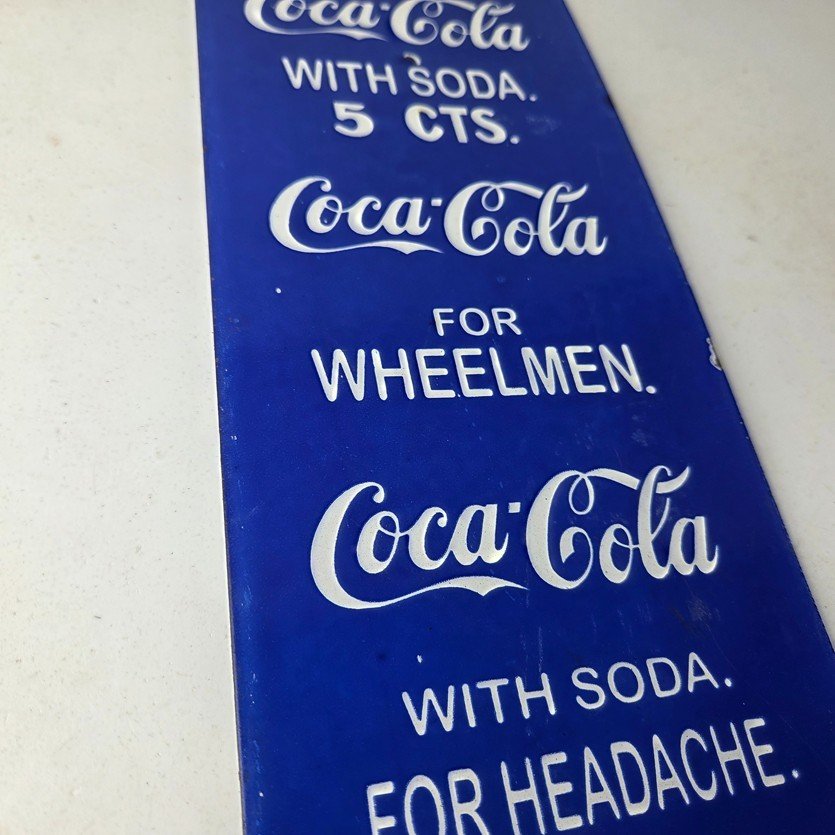 Coca-Cola
WITH SODA.
5 CTS.
Coca-Cola
FOR
WHEELMEN.
Coca-Cola
WITH SODA.
FOR HEADACHE.